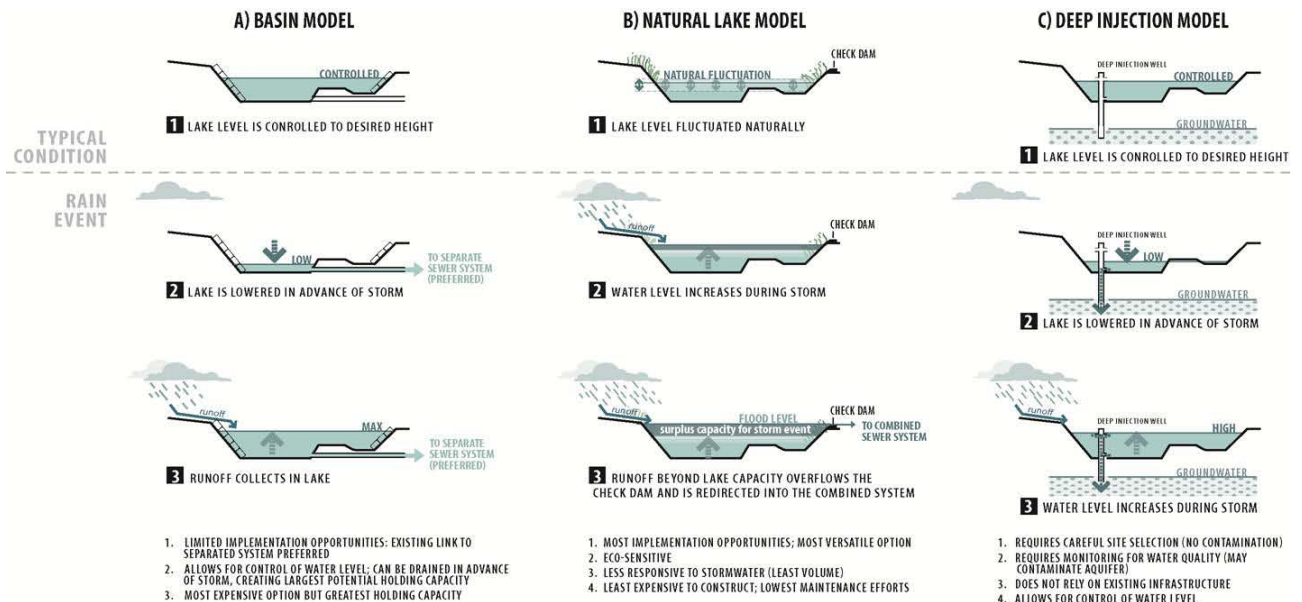 A) BASIN MODEL
B) NATURAL LAKE MODEL
C) DEEP INJECTION MODEL
TYPICAL
CONDITION
CONTROLLED
1 LAKE LEVEL IS CONROLLED TO DESIRED HEIGHT
CHECK DAM
NATURAL FLUCTUATION
1 LAKE LEVEL FLUCTUATED NATURALLY
DEEP INJECTION WELL
CONTROLLED
GROUNDWATER
1 LAKE LEVEL IS CONTROLLED TO DESIRED HEIGHT
RAIN
EVENT
LOW
TO SEPARATE
SEWER SYSTEM
(PREFERRED)
2 LAKE IS LOWERED IN ADVANCE OF STORM
runoff
CHECK DAM
2 WATER LEVEL INCREASES DURING STORM
DEEP INJECTION WELL
LOW
GROUNDWATER
2 LAKE IS LOWERED IN ADVANCE OF STORM
runoff
MAX
TO SEPARATE
SEWER SYSTEM
(PREFERRED)
3 RUNOFF COLLECTS IN LAKE
runoff
FLOOD LEVEL
surplus capacity for storm event
CHECK DAM
TO COMBINED
SEWER SYSTEM
3 RUNOFF BEYOND LAKE CAPACITY OVERFLOWS THE
CHECK DAM AND IS REDIRECTED INTO THE COMBINED SYSTEM
runoff
DEEP INJECTION WELL
HIGH
GROUNDWATER
3 WATER LEVEL INCREASES DURING STORM
1. LIMITED IMPLEMENTATION OPPORTUNITIES: EXISTING LINK TO
SEPARATED SYSTEM PREFERRED
2. ALLOWS FOR CONTROL OF WATER LEVEL; CAN BE DRAINED IN ADVANCE
OF STORM, CREATING LARGEST POTENTIAL HOLDING CAPACITY
3. MOST EXPENSIVE OPTION BUT GREATEST HOLDING CAPACITY
1. MOST IMPLEMENTATION OPPORTUNITIES; MOST VERSATILE OPTION
2. ECO-SENSITIVE
3. LESS RESPONSIVE TO STORMWATER (LEAST VOLUME)
4. LEAST EXPENSIVE TO CONSTRUCT; LOWEST MAINTENANCE EFFORTS
1. REQUIRES CAREFUL SITE SELECTION (NO CONTAMINATION)
2. REQUIRES MONITORING FOR WATER QUALITY (MAY
CONTAMINATE AQUIFER)
3. DOES NOT RELY ON EXISTING INFRASTRUCTURE
4. ALLOWS FOR CONTROL OF WATER LEVEL